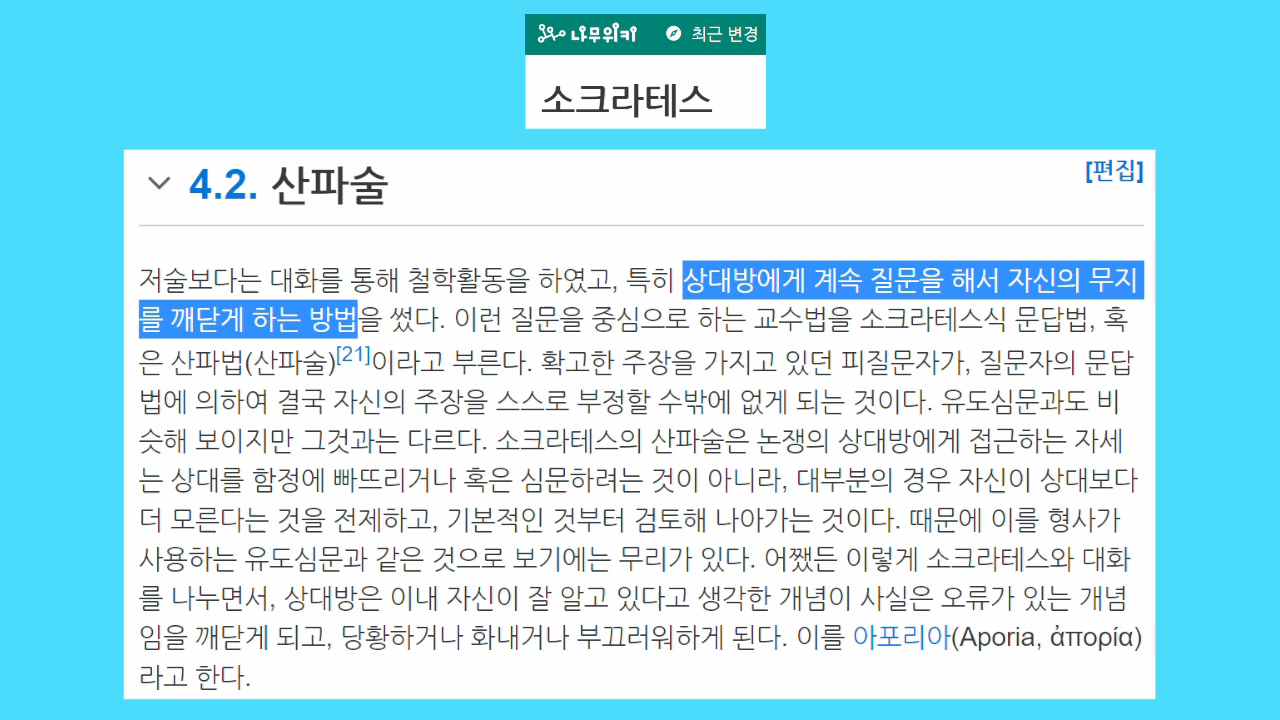 나무위키 최근 변경
소크라테스
4.2. 산파술
[편집]
저술보다는 대화를 통해 철학활동을 하였고, 특히 상대방에게 계속 질문을 해서 자신의 무지
를 깨닫게 하는 방법을 썼다. 이런 질문을 중심으로 하는 교수법을 소크라테스식 문답법, 혹
은 산파법(산파술)[21]이라고 부른다. 확고한 주장을 가지고 있던 피질문자가, 질문자의 문답
법에 의하여 결국 자신의 주장을 스스로 부정할 수밖에 없게 되는 것이다. 유도심문과도 비
슷해 보이지만 그것과는 다르다. 소크라테스의 산파술은 논쟁의 상대방에게 접근하는 자세
는 상대를 함정에 빠뜨리거나 혹은 심문하려는 것이 아니라, 대부분의 경우 자신이 상대보다
더 모른다는 것을 전제하고, 기본적인 것부터 검토해 나아가는 것이다. 때문에 이를 형사가
사용하는 유도심문과 같은 것으로 보기에는 무리가 있다. 어쨌든 이렇게 소크라테스와 대화
를 나누면서, 상대방은 이내 자신이 잘 알고 있다고 생각한 개념이 사실은 오류가 있는 개념
임을 깨닫게 되고, 당황하거나 화내거나 부끄러워하게 된다. 이를 아포리아(Aporia, ἀπορία)
라고 한다.